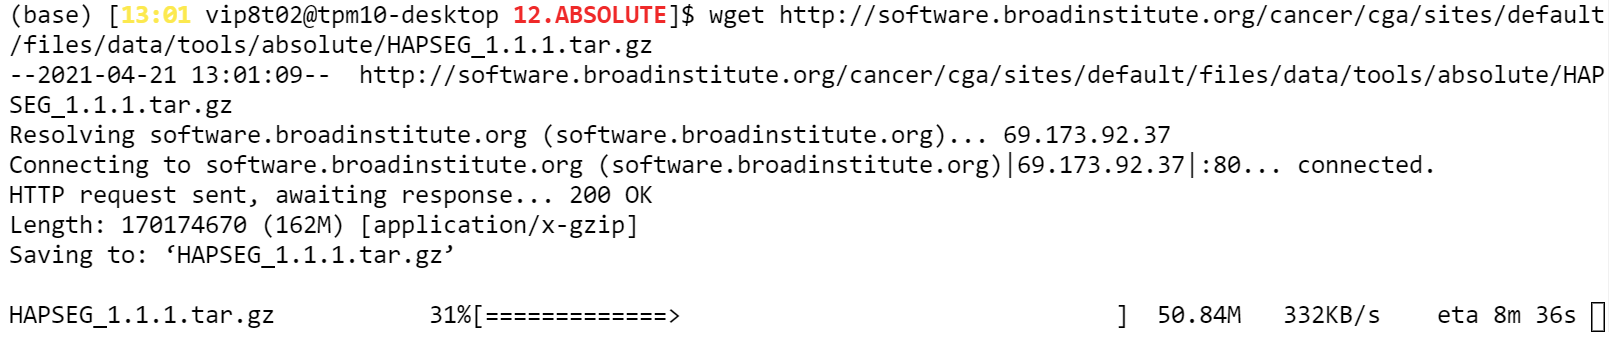 (base) [13:01 vip8t02@tpm10-desktop 12.ABSOLUTE]$ wget http://software.broadinstitute.org/cancer/cga/sites/default
/files/data/tools/absolute/HAPSEG_1.1.1.tar.gz
--2021-04-21 13:01:09--  http://software.broadinstitute.org/cancer/cga/sites/default/files/data/tools/absolute/HAP
SEG_1.1.1.tar.gz
Resolving software.broadinstitute.org (software.broadinstitute.org)... 69.173.92.37
Connecting to software.broadinstitute.org (software.broadinstitute.org)|69.173.92.37|:80... connected.
HTTP request sent, awaiting response... 200 OK
Length: 170174670 (162M) [application/x-gzip]
Saving to: ‘HAPSEG_1.1.1.tar.gz’
HAPSEG_1.1.1.tar.gz 31%[=============> ] 50.84M 332KB/s eta 8m 36s